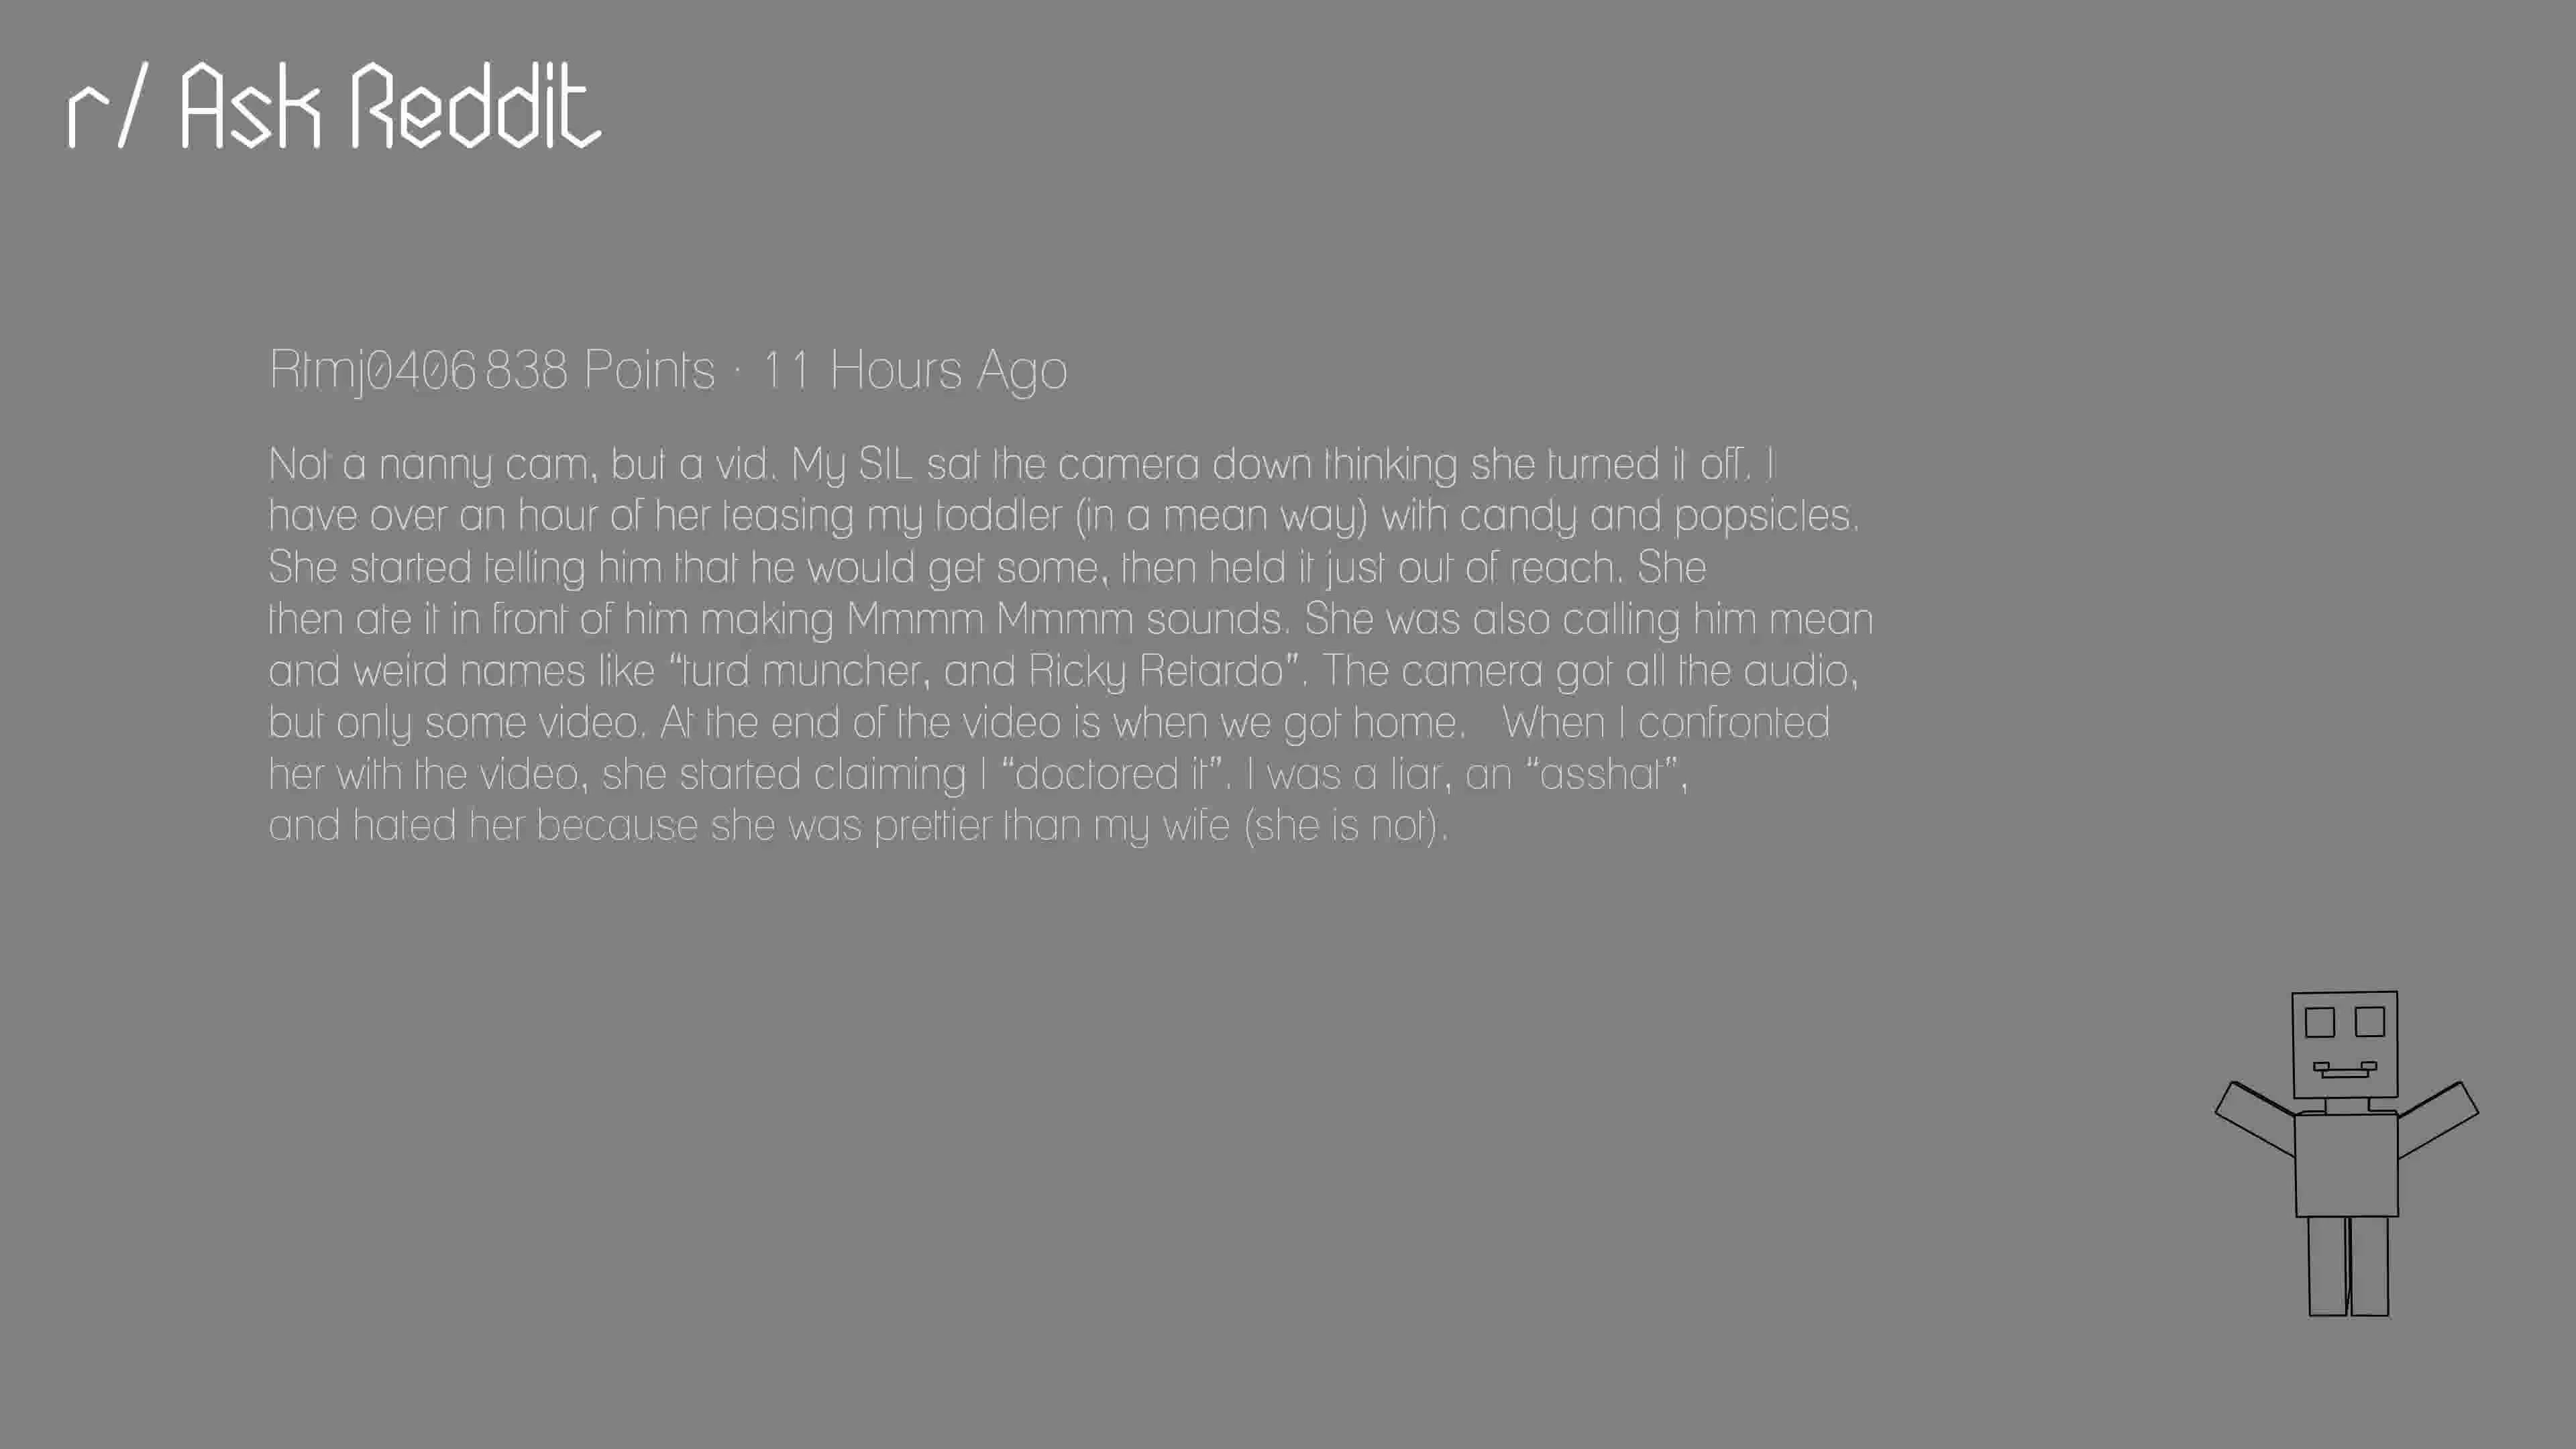 r/ Ask Reddit
Rtmj0406 838 Points · 11 Hours Ago
Not a nanny cam, but a vid. My SIL sat the camera down thinking she turned it off. I
have over an hour of her teasing my toddler (in a mean way) with candy and popsicles.
She started telling him that he would get some, then held it just out of reach. She
then ate it in front of him making Mmmm Mmmm sounds. She was also calling him mean
and weird names like “turd muncher, and Ricky Retardo”. The camera got all the audio,
but only some video. At the end of the video is when we got home.   When I confronted
her with the video, she started claiming I “doctored it”. I was a liar, an “asshat”,
and hated her because she was prettier than my wife (she is not).